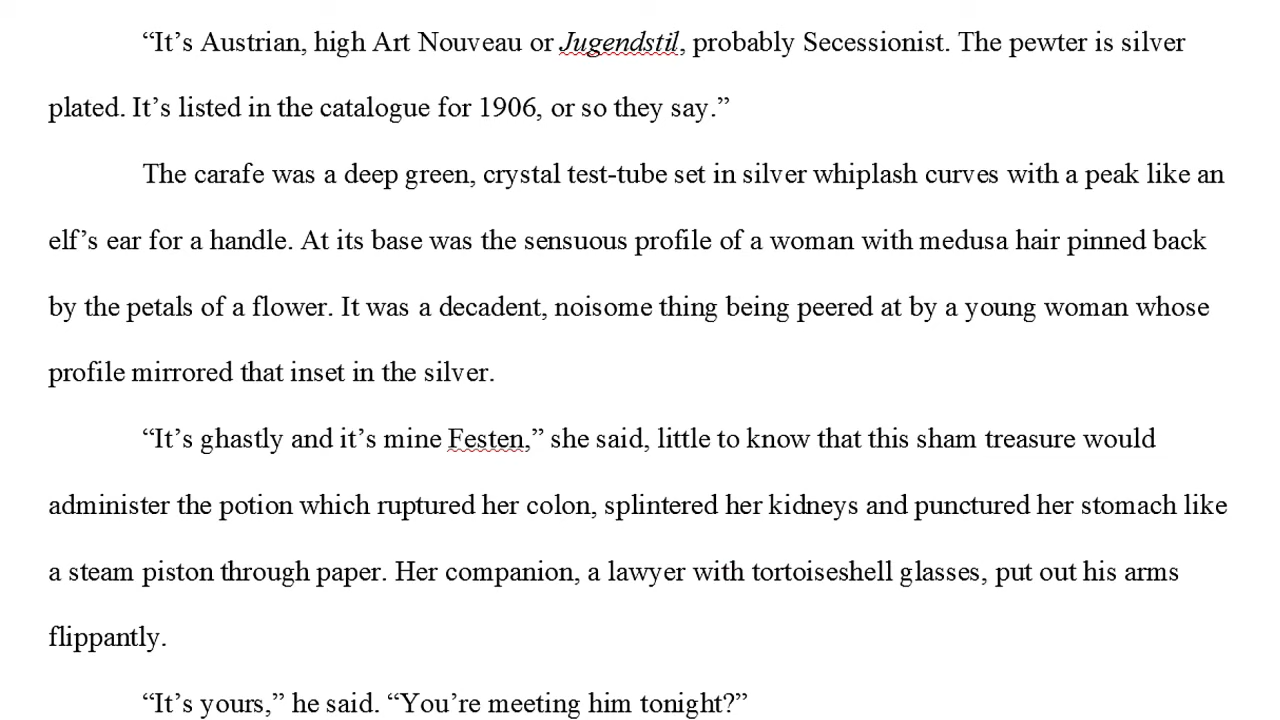 “It’s Austrian, high Art Nouveau or Jugendstil, probably Secessionist. The pewter is silver
plated. It’s listed in the catalogue for 1906, or so they say.”
The carafe was a deep green, crystal test-tube set in silver whiplash curves with a peak like an
elf’s ear for a handle. At its base was the sensuous profile of a woman with medusa hair pinned back
by the petals of a flower. It was a decadent, noisome thing being peered at by a young woman whose
profile mirrored that inset in the silver.
“It’s ghastly and it’s mine Festen,” she said, little to know that this sham treasure would
administer the potion which ruptured her colon, splintered her kidneys and punctured her stomach like
a steam piston through paper. Her companion, a lawyer with tortoiseshell glasses, put out his arms
flippantly.
“It’s yours,” he said. “You’re meeting him tonight?”